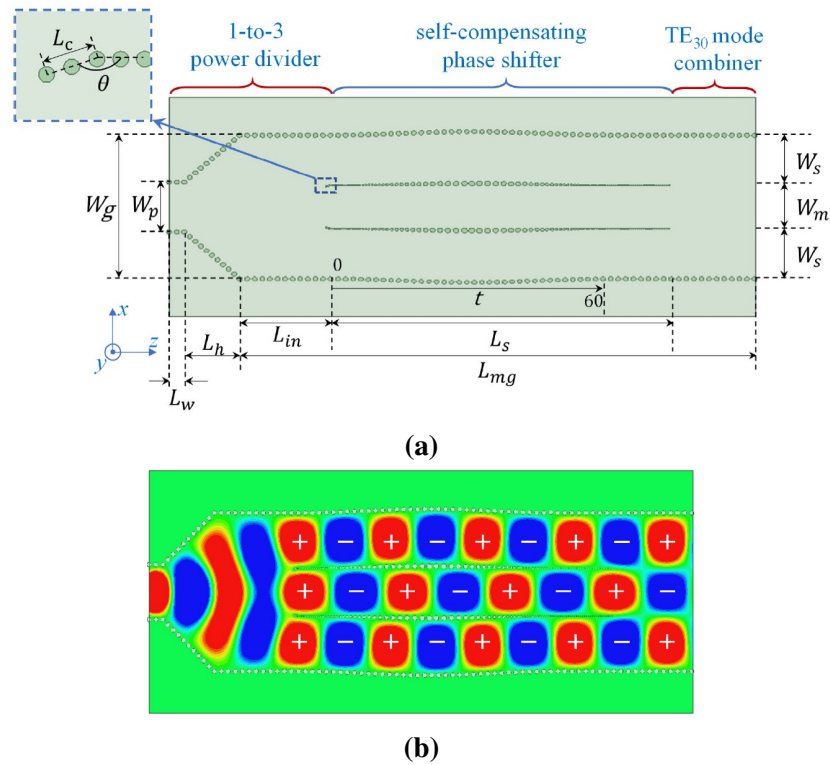 1-to-3
power divider
self-compensating
phase shifter
TE₃₀ mode
combiner
L_c
θ
W_g
W_p
W_s
W_m
W_s
0
t
60
x
y
z
L_h
L_in
L_s
L_mg
L_w
(a)
+ − + − + − + − +
+ − + − + − +
+ − + − + − + − +
(b)